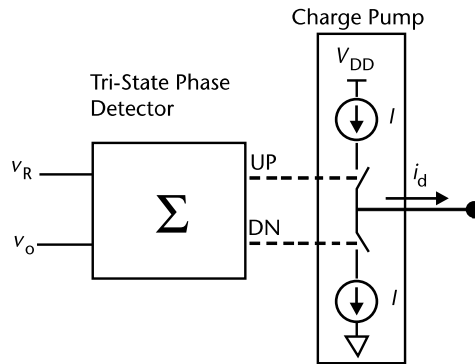 Charge Pump
V_DD
Tri-State Phase
Detector
I
v_R
UP
i_d
Σ
v_o
DN
I